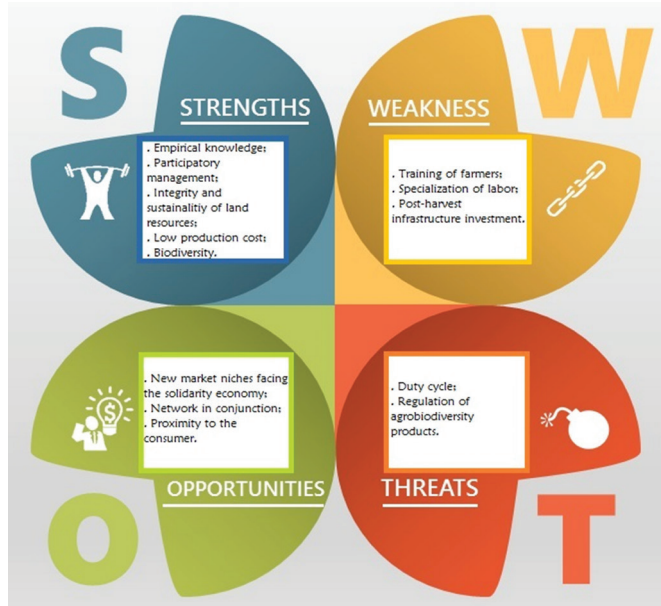 S
STRENGTHS
. Empirical knowledge;
. Participatory
management;
. Integrity and
sustainalitiy of land
resources;
. Low production cost;
. Biodiversity.
W
WEAKNESS
. Training of farmers;
. Specialization of labor;
. Post-harvest
infrastructure investment.
. New market niches facing
the solidarity economy;
. Network in conjunction;
. Proximity to the
consumer.
OPPORTUNITIES
O
. Duty cycle;
. Regulation of
agrobiodiversity
products.
THREATS
T
$